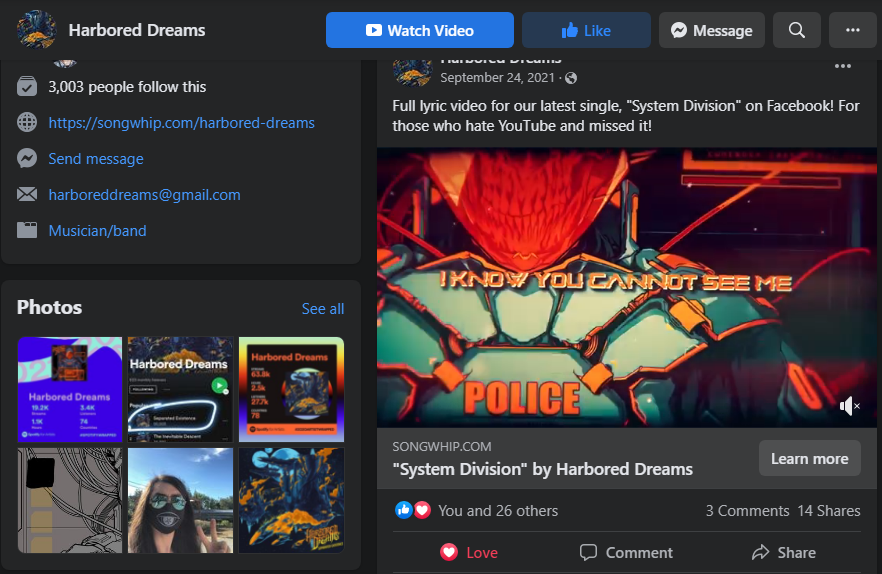 Harbored Dreams
Watch Video
Like
Message
3,003 people follow this
https://songwhip.com/harbored-dreams
Send message
harboreddreams@gmail.com
Musician/band
Photos
See all
Harbored Dreams
19.2K
3.4K
1.1K
74
Harbored Dreams
FOLLOWING
Popular
Separated Existence
The Inevitable Descent
Harbored Dreams
63.8K
2.5K
27.7K
78
Harbored Dreams
September 24, 2021
Full lyric video for our latest single, "System Division" on Facebook! For
those who hate YouTube and missed it!
I KNOW YOU CANNOT SEE ME
POLICE
SONGWHIP.COM
"System Division" by Harbored Dreams
Learn more
You and 26 others
3 Comments
14 Shares
Love
Comment
Share